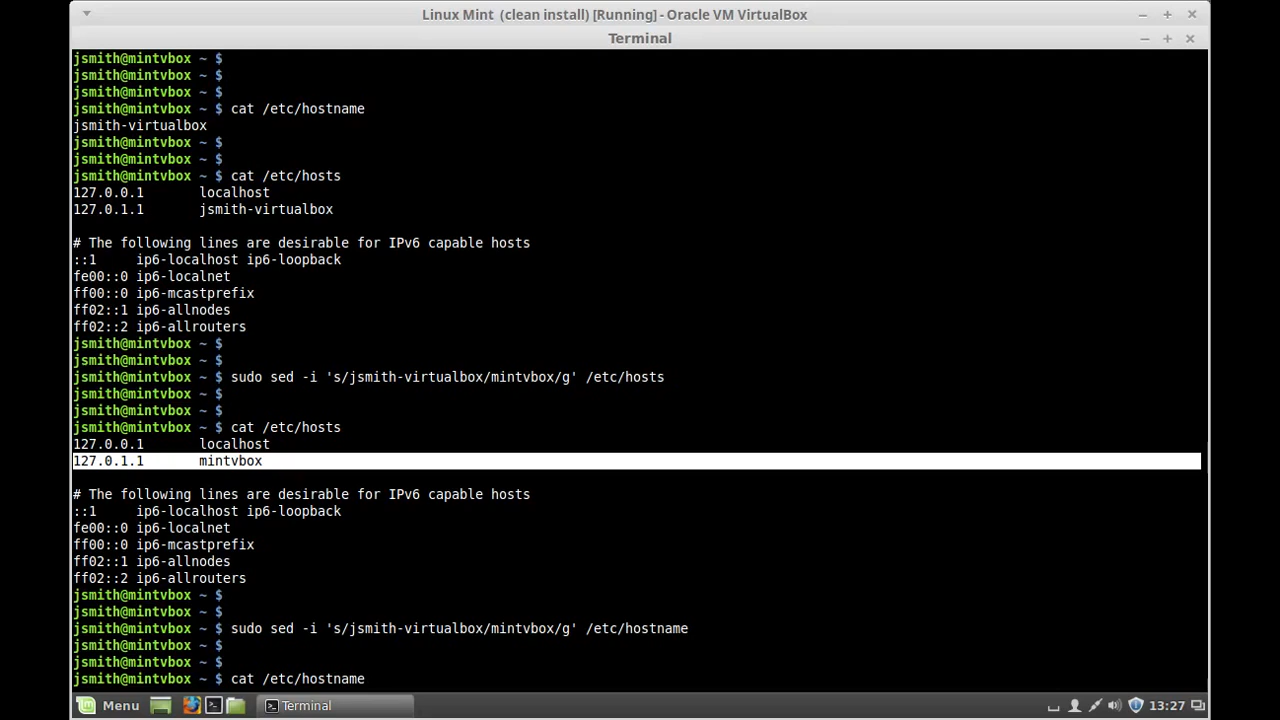 Linux Mint  (clean install) [Running] - Oracle VM VirtualBox
Terminal
jsmith@mintvbox ~ $
jsmith@mintvbox ~ $
jsmith@mintvbox ~ $
jsmith@mintvbox ~ $ cat /etc/hostname
jsmith-virtualbox
jsmith@mintvbox ~ $
jsmith@mintvbox ~ $
jsmith@mintvbox ~ $ cat /etc/hosts
127.0.0.1       localhost
127.0.1.1       jsmith-virtualbox
# The following lines are desirable for IPv6 capable hosts
::1     ip6-localhost ip6-loopback
fe00::0 ip6-localnet
ff00::0 ip6-mcastprefix
ff02::1 ip6-allnodes
ff02::2 ip6-allrouters
jsmith@mintvbox ~ $
jsmith@mintvbox ~ $
jsmith@mintvbox ~ $ sudo sed -i 's/jsmith-virtualbox/mintvbox/g' /etc/hosts
jsmith@mintvbox ~ $
jsmith@mintvbox ~ $
jsmith@mintvbox ~ $ cat /etc/hosts
127.0.0.1       localhost
127.0.1.1       mintvbox
# The following lines are desirable for IPv6 capable hosts
::1     ip6-localhost ip6-loopback
fe00::0 ip6-localnet
ff00::0 ip6-mcastprefix
ff02::1 ip6-allnodes
ff02::2 ip6-allrouters
jsmith@mintvbox ~ $
jsmith@mintvbox ~ $
jsmith@mintvbox ~ $ sudo sed -i 's/jsmith-virtualbox/mintvbox/g' /etc/hostname
jsmith@mintvbox ~ $
jsmith@mintvbox ~ $
jsmith@mintvbox ~ $ cat /etc/hostname
Menu Terminal 13:27